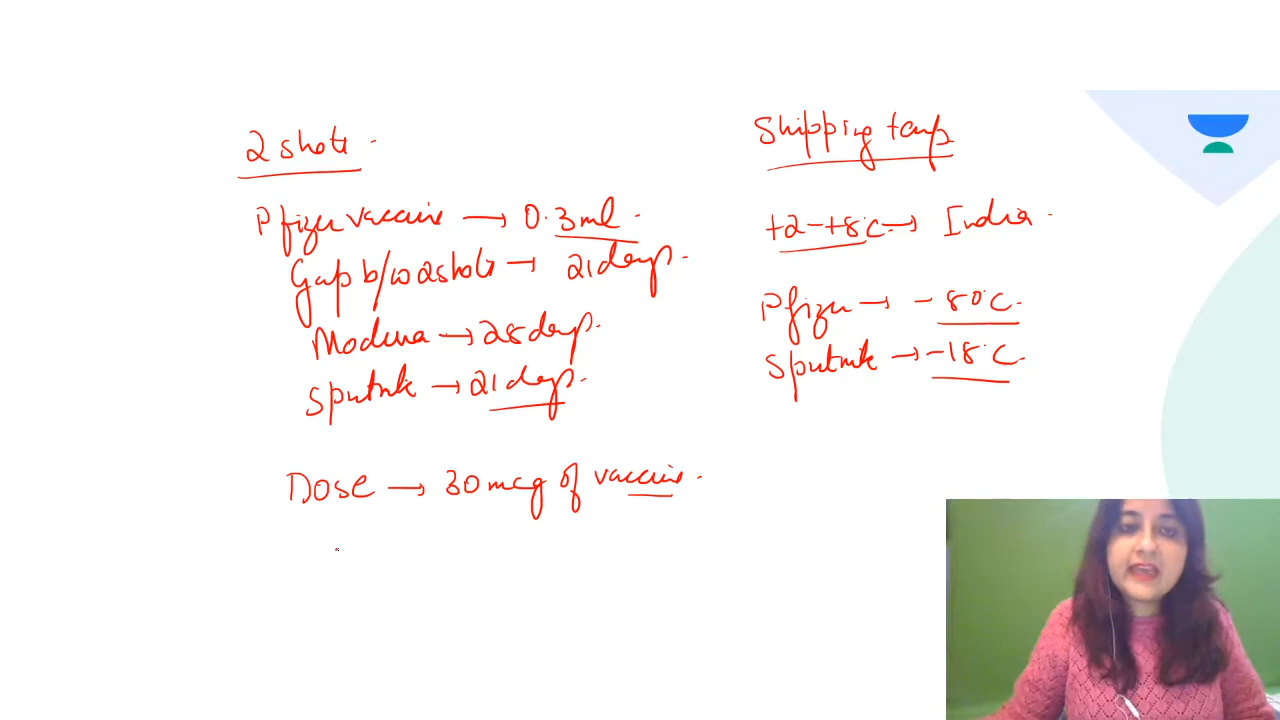 2 shots.
Pfizer vaccine → 0.3ml.
Gap b/w 2 shots → 21 days.
Moderna → 28 days.
Sputnik → 21 days.
Dose → 30 mcg of vaccine.
Shipping temp
+2-+8°C → India.
Pfizer → -80°C.
Sputnik → -18°C.